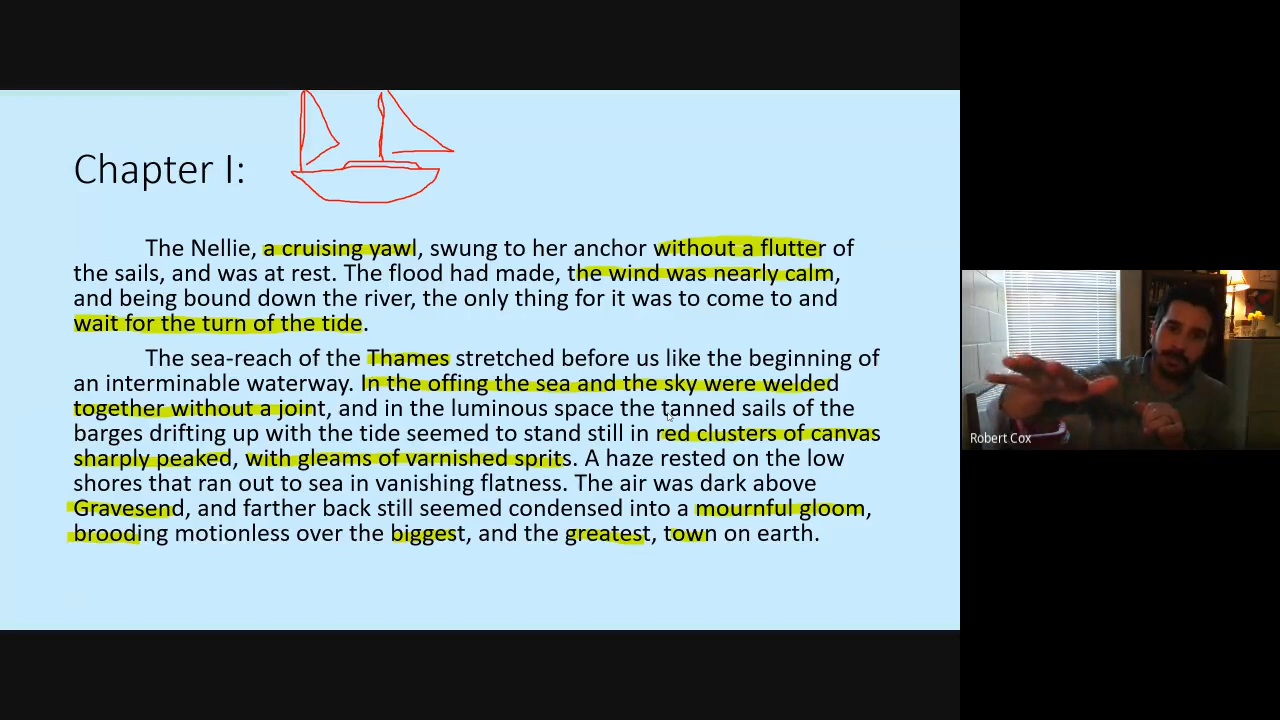 Chapter I:
The Nellie, a cruising yawl, swung to her anchor without a flutter of
the sails, and was at rest. The flood had made, the wind was nearly calm,
and being bound down the river, the only thing for it was to come to and
wait for the turn of the tide.
The sea-reach of the Thames stretched before us like the beginning of
an interminable waterway. In the offing the sea and the sky were welded
together without a joint, and in the luminous space the tanned sails of the
barges drifting up with the tide seemed to stand still in red clusters of canvas
sharply peaked, with gleams of varnished sprits. A haze rested on the low
shores that ran out to sea in vanishing flatness. The air was dark above
Gravesend, and farther back still seemed condensed into a mournful gloom,
brooding motionless over the biggest, and the greatest, town on earth.
Robert Cox